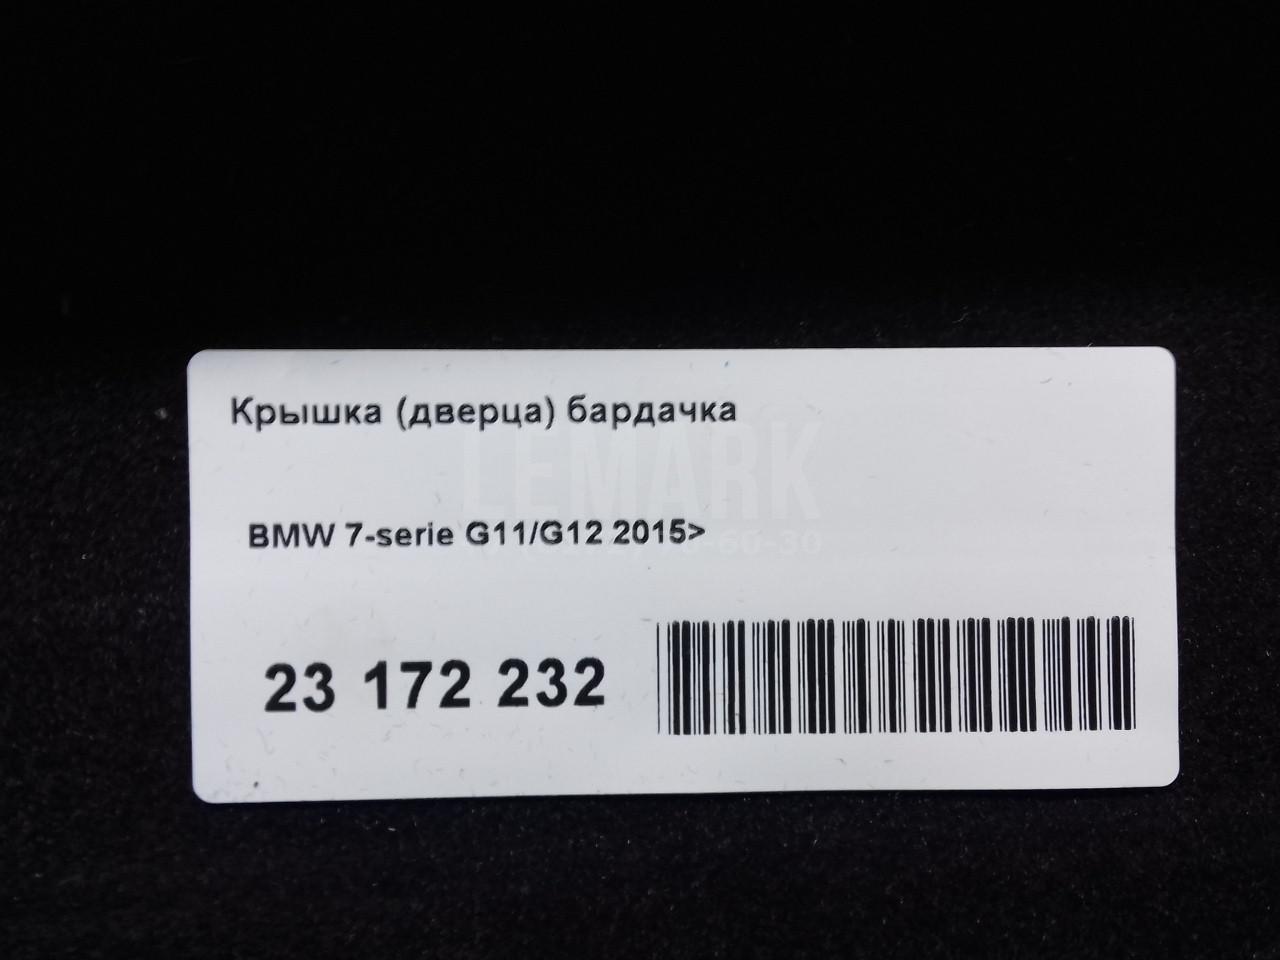 Крышка (дверца) бардачка
LEMARK
BMW 7-serie G11/G12 2015>
23 172 232